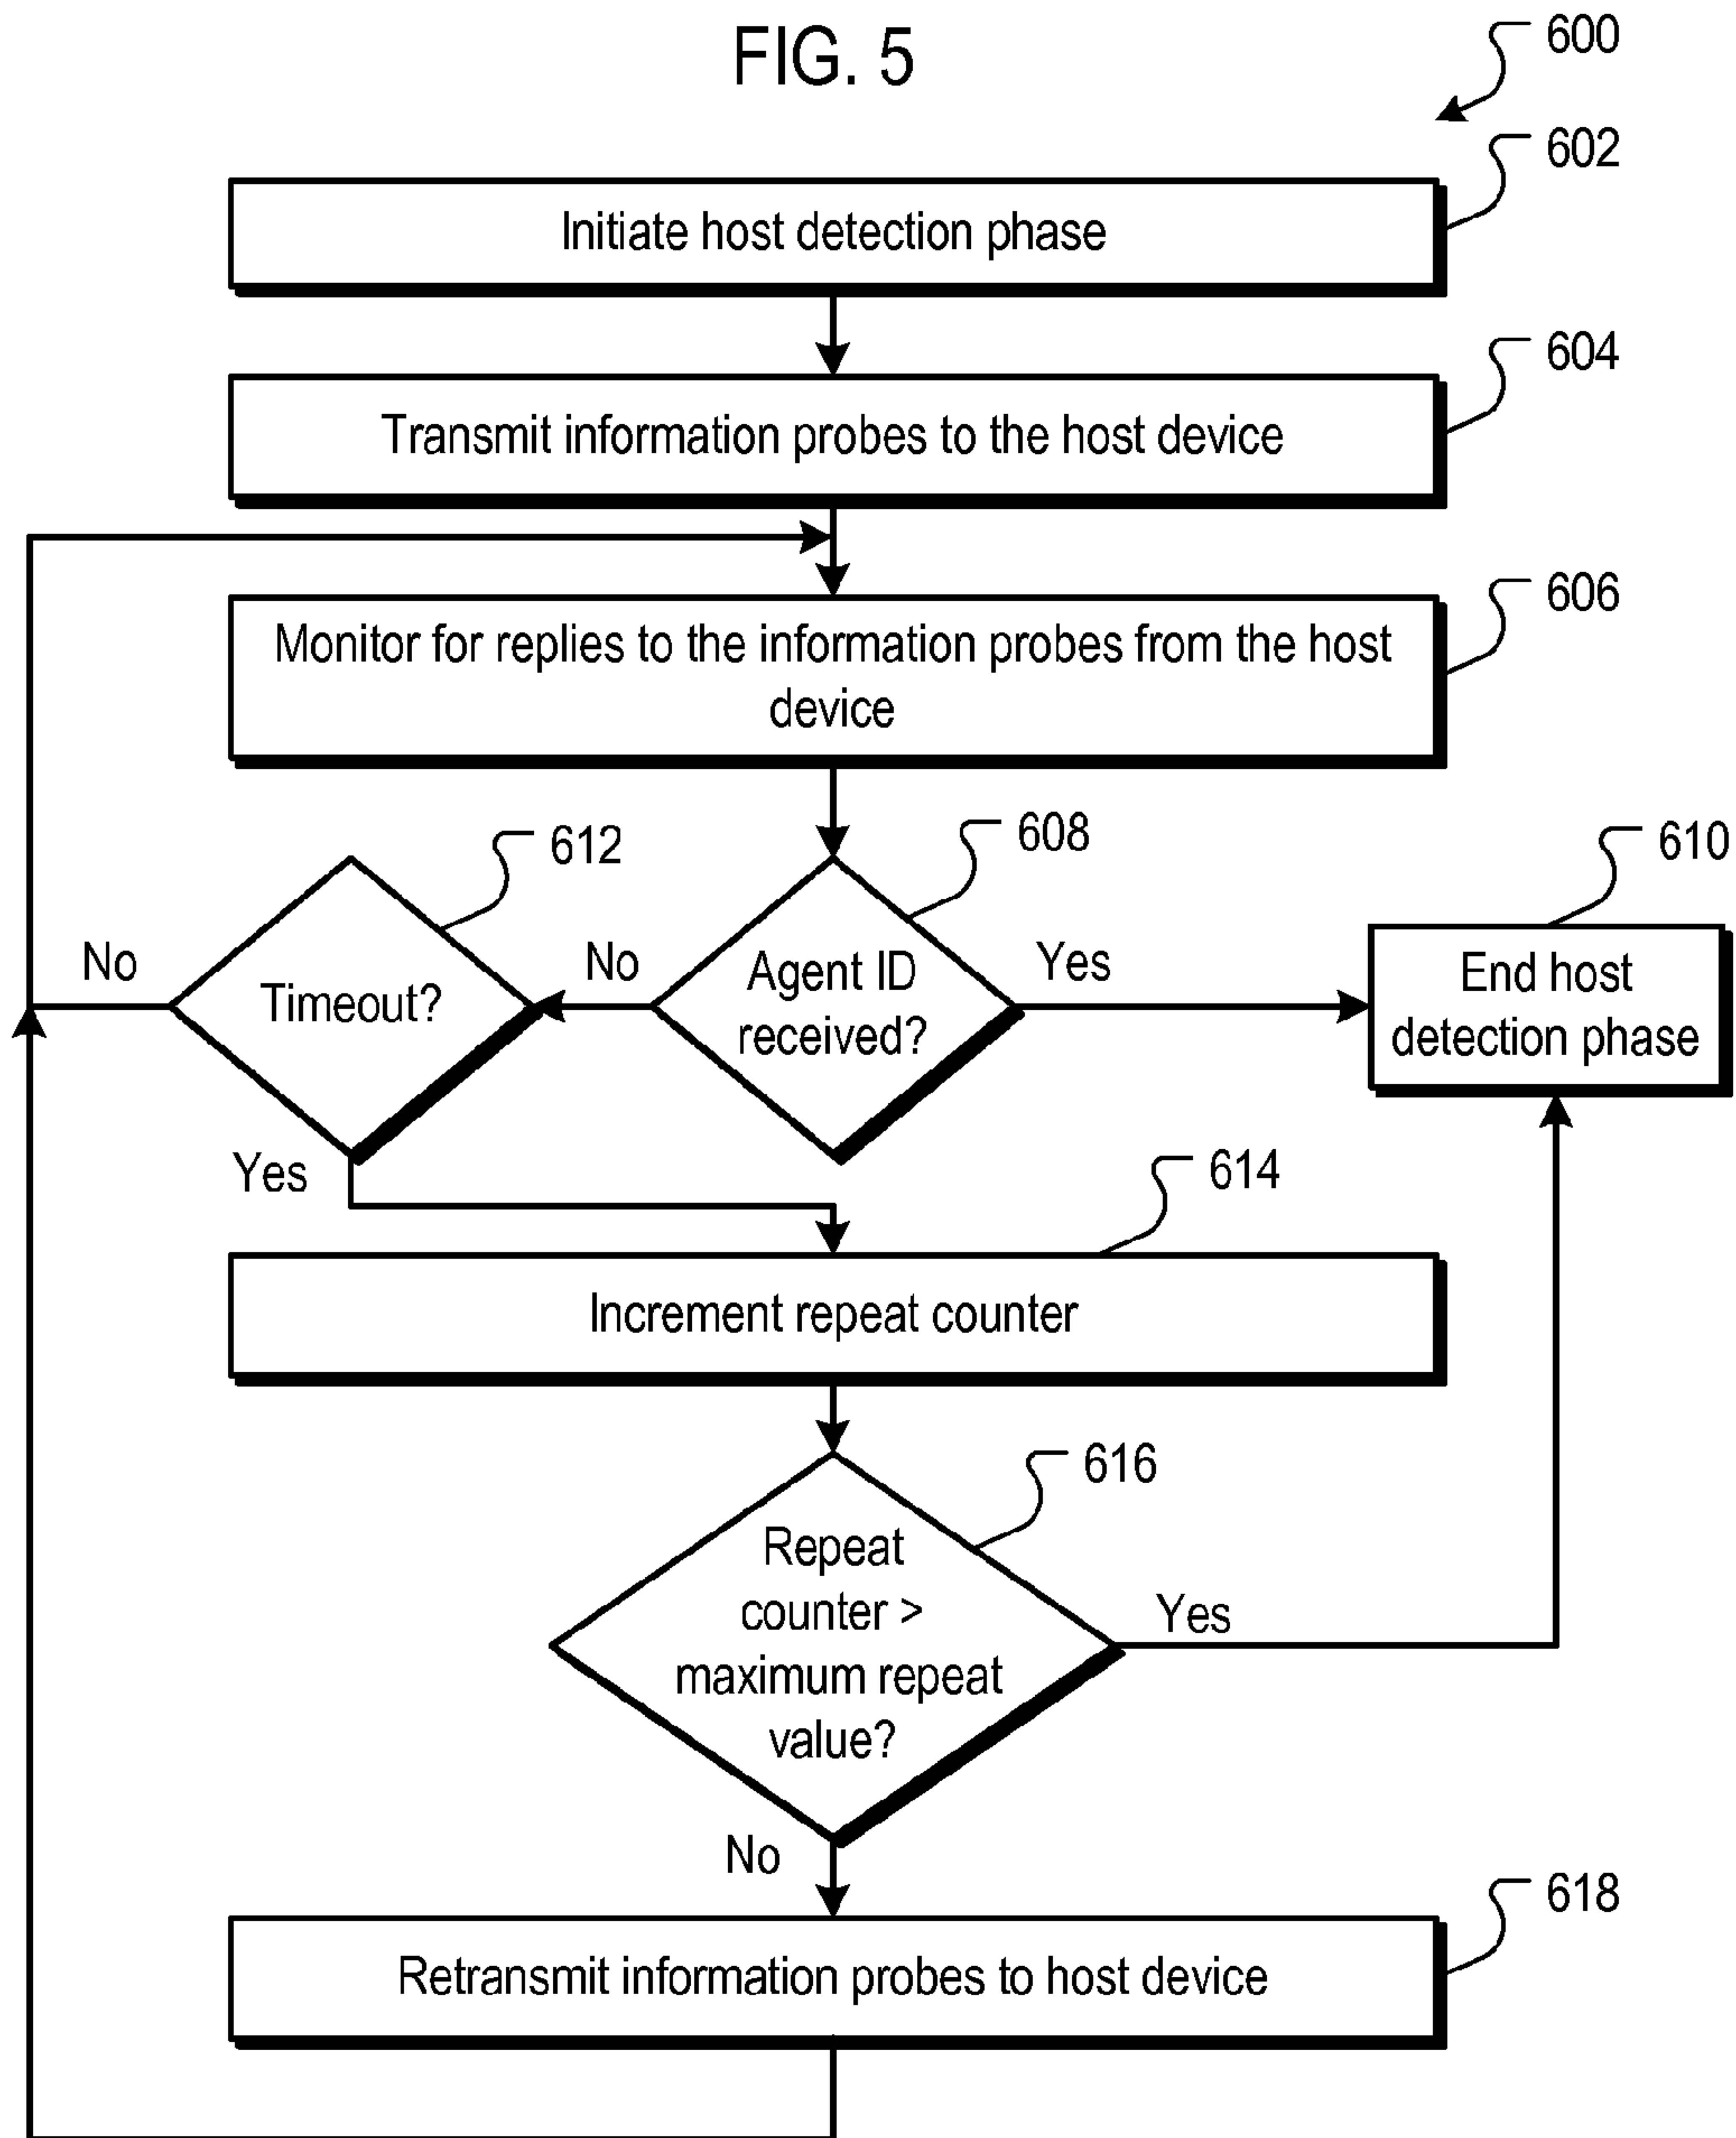 FIG. 5
600
602
Initiate host detection phase
604
Transmit information probes to the host device
606
Monitor for replies to the information probes from the host
device
612
608
610
No
Timeout?
No
Agent ID
received?
Yes
End host
detection phase
Yes
614
Increment repeat counter
616
Repeat
counter >
maximum repeat
value?
Yes
No
618
Retransmit information probes to host device